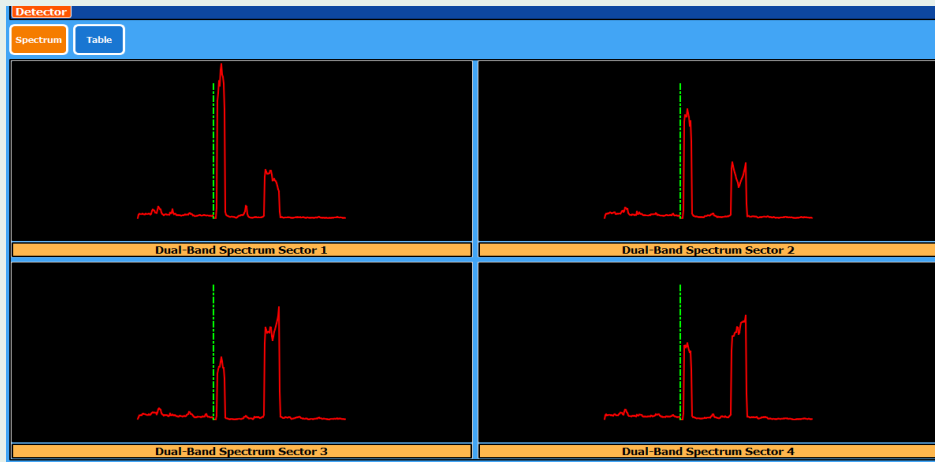 Detector
Spectrum Table
Dual-Band Spectrum Sector 1
Dual-Band Spectrum Sector 2
Dual-Band Spectrum Sector 3
Dual-Band Spectrum Sector 4